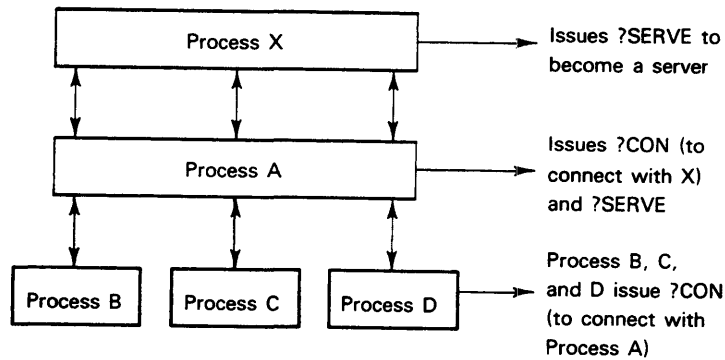 Process X
Issues ?SERVE to
become a server
Process A
Issues ?CON (to
connect with X)
and ?SERVE
Process B
Process C
Process D
Process B, C,
and D issue ?CON
(to connect with
Process A)